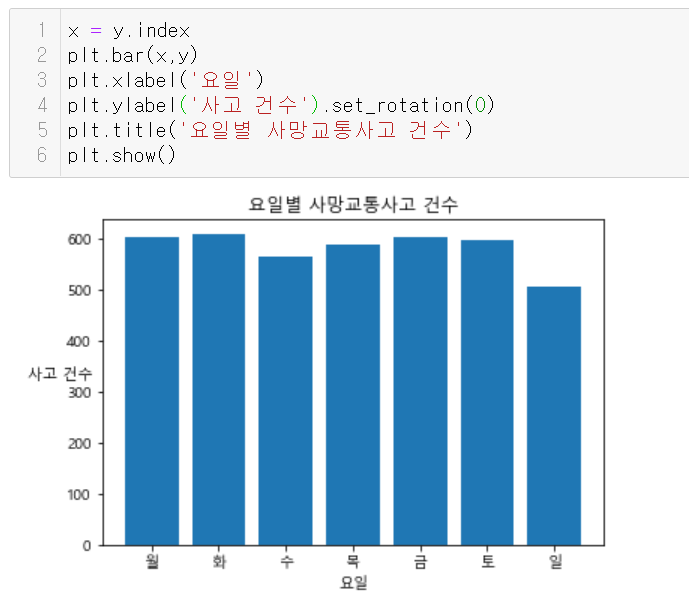 1 x = y.index
2 plt.bar(x,y)
3 plt.xlabel('요일')
4 plt.ylabel('사고 건수').set_rotation(0)
5 plt.title('요일별 사망교통사고 건수')
6 plt.show()
요일별 사망교통사고 건수
600
500
400
사고 건수
300
200
100
0
월 화 수 목 금 토 일
요일